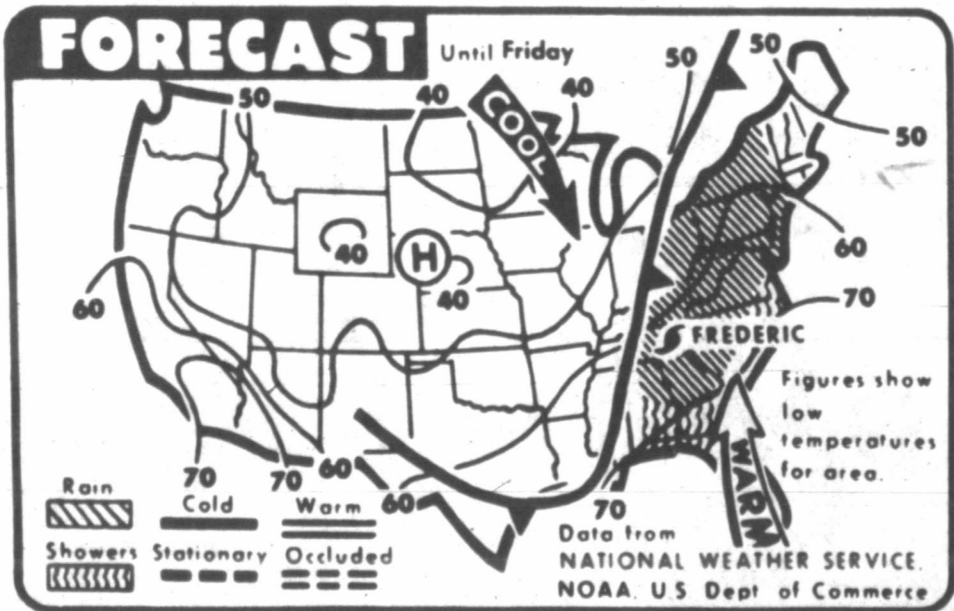 FORECAST
Until Friday
50
40
COOL
40
50
50
50
40
H
40
60
60
70
FREDERIC
Figures show
low
temperatures
for area.
WARM
70
70
60
60
70
Rain
Cold
Warm
Showers
Stationary
Occluded
Data from
NATIONAL WEATHER SERVICE.
NOAA, U.S. Dept of Commerce